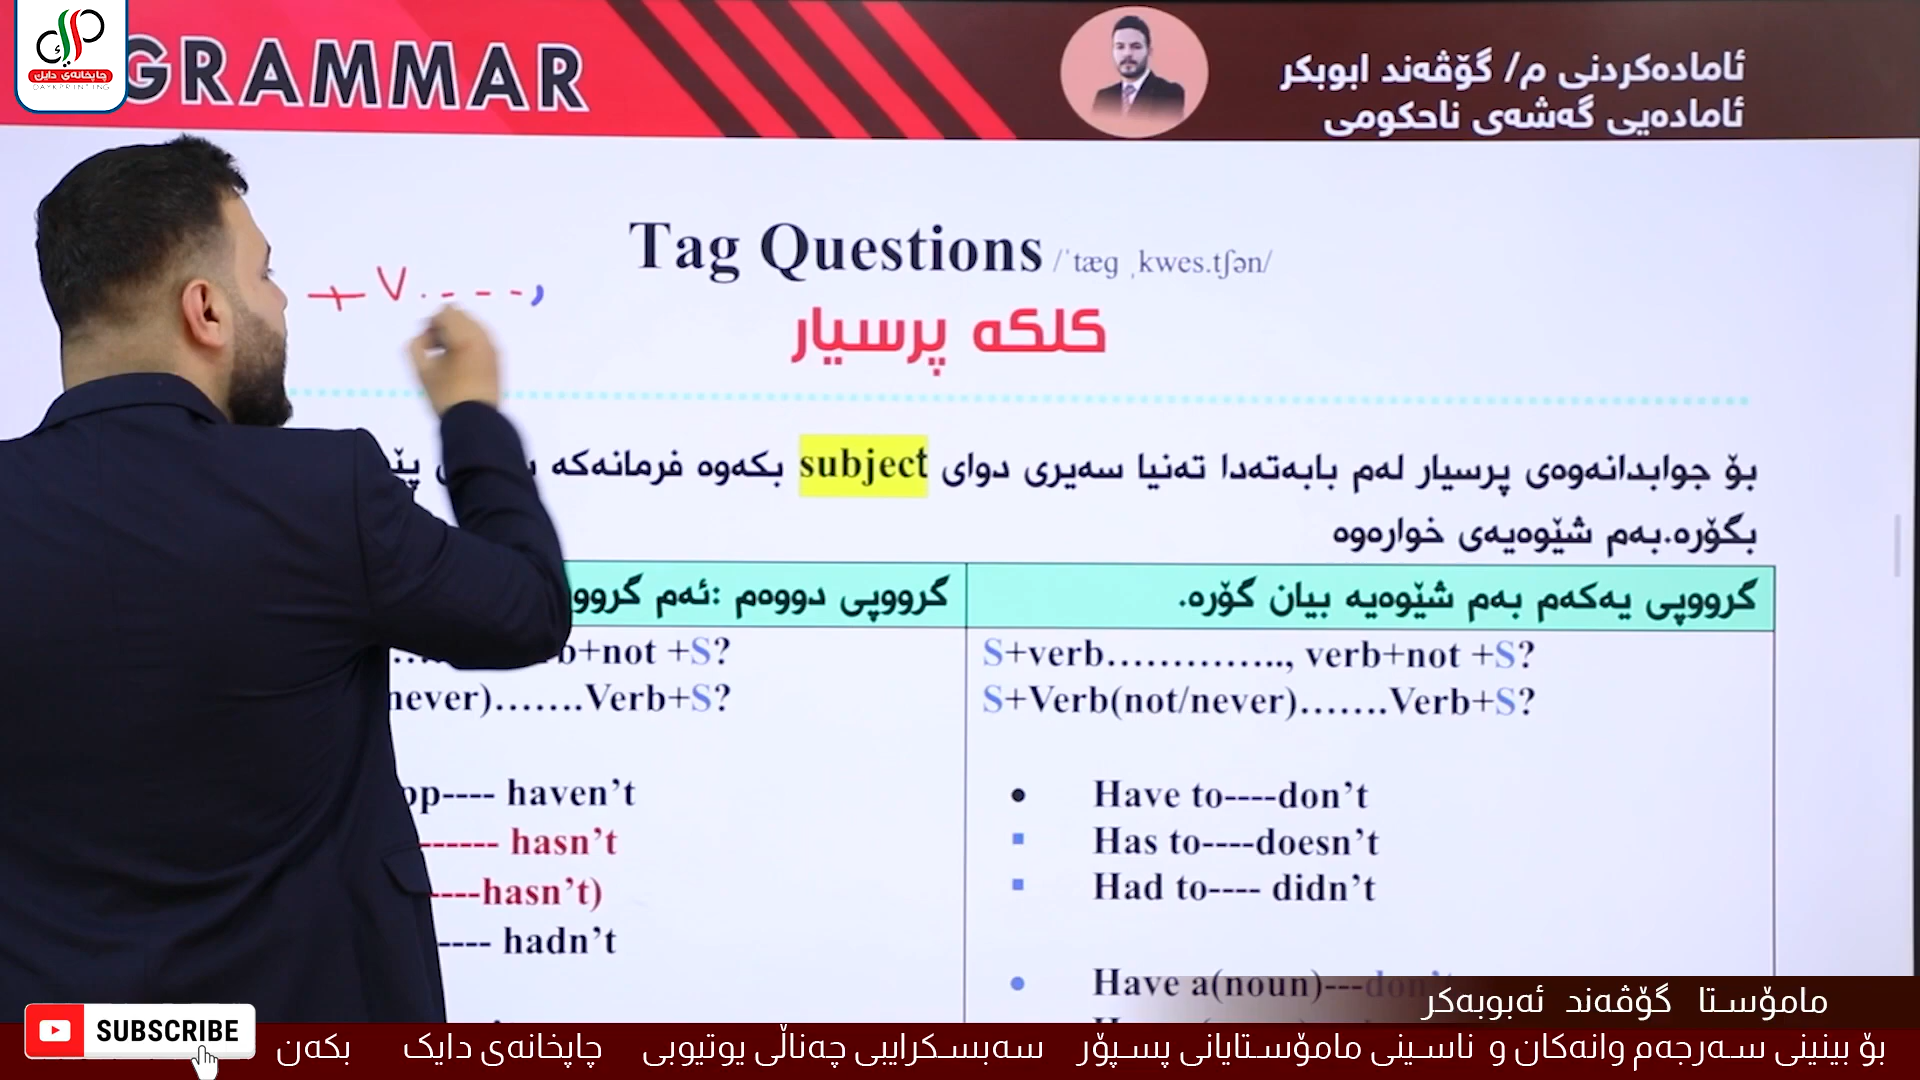 چاپخانەی دایک
DAYK PRINTING
GRAMMAR
ئامادەکردنی م/ گۆڤەند ابوبکر
ئامادەیی گەشەی ناحکومی
Tag Questions /ˈtæɡ ˌkwes.tʃən/
کلکە پرسیار
+ V . - - - ,
بۆ جوابدانەوەی پرسیار لەم بابەتەدا تەنیا سەیری دوای subject بکەوە فرمانەکە
بگۆرە.بەم شێوەیەی خوارەوە
گرووپی یەکەم بەم شێوەیە بیان گۆرە.
S+verb………….., verb+not +S?
S+Verb(not/never)…….Verb+S?
Have to----don’t
Has to----doesn’t
Had to---- didn’t
Have a(noun)---don't
گرووپی دووەم :ئەم
b+not +S?
never)…….Verb+S?
pp---- haven’t
------ hasn’t
----hasn’t)
---- hadn’t
مامۆستا گۆڤەند ئەبوبەکر
SUBSCRIBE
بۆ بینینی سەرجەم وانەکان و ناسینی مامۆستایانی پسپۆر سەبسکرایبی چەناڵی یوتیوبی چاپخانەی دایک بکەن